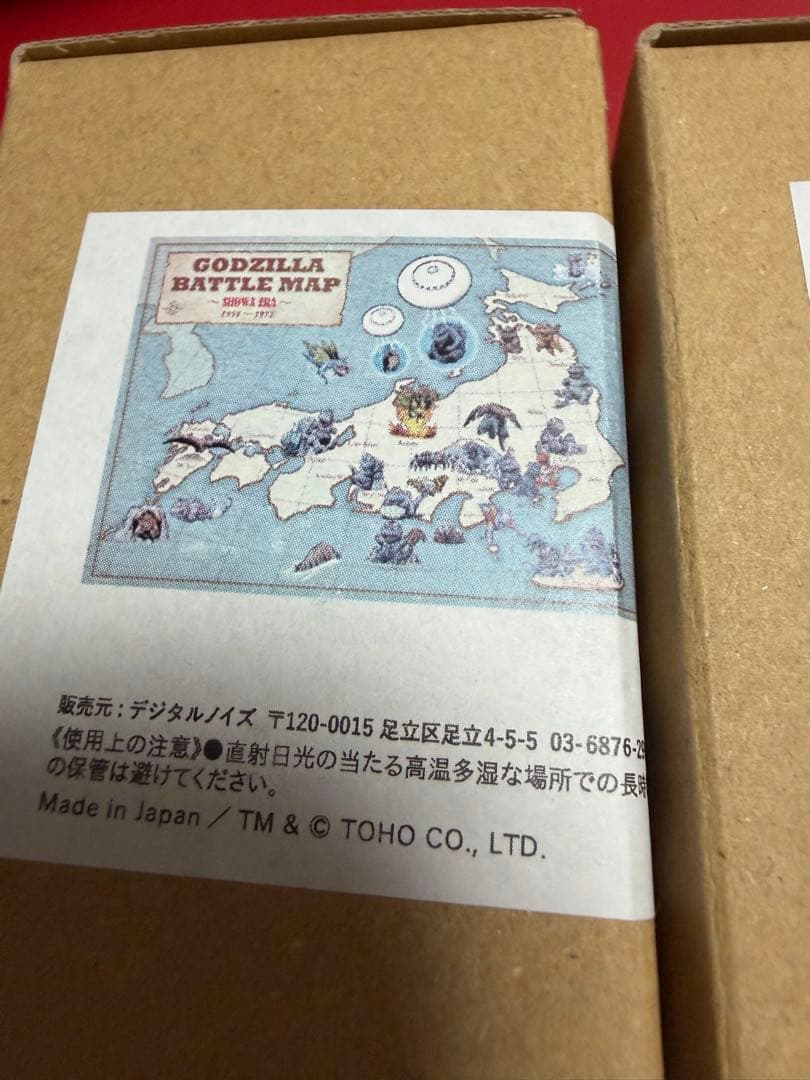 GODZILLA
BATTLE MAP
〜 SHOWA ERA 〜
販売元 : デジタルノイズ 〒120-0015 足立区足立4-5-5 03-6876-29
《使用上の注意》●直射日光の当たる高温多湿な場所での長時
の保管は避けてください。
Made in Japan / TM & © TOHO CO., LTD.